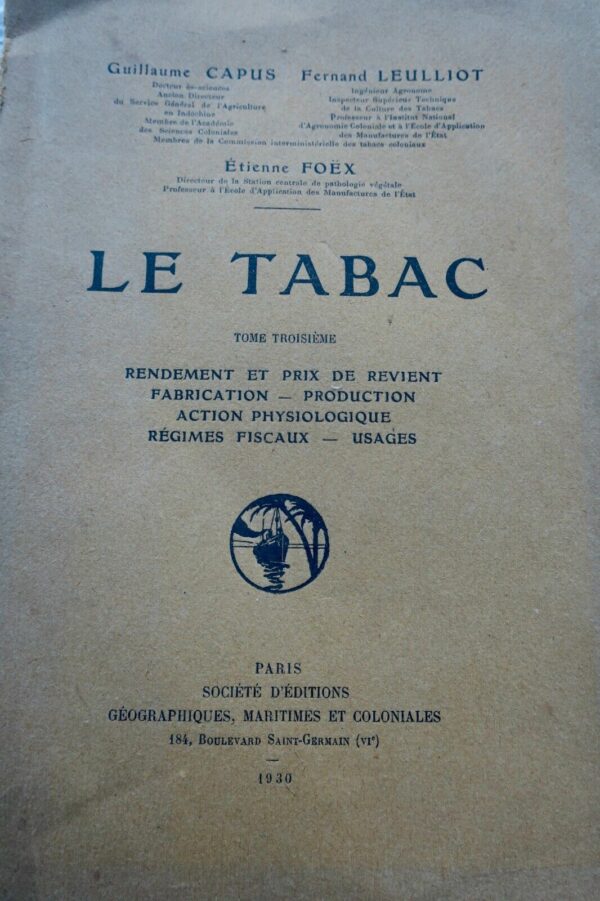 Guillaume CAPUS
Docteur ès-sciences
Ancien Directeur
du Service Général de l'Agriculture
en Indochine
Membre de l'Académie
des Sciences Coloniales
Fernand LEULLIOT
Ingénieur Agronome
Inspecteur Supérieur Technique
de la Culture des Tabacs
Professeur à l'Institut National
d'Agronomie Coloniale et à l'École d'Application
des Manufactures de l'État
Membres de la Commission interministérielle des tabacs coloniaux
Étienne FOËX
Directeur de la Station centrale de pathologie végétale
Professeur à l'École d'Application des Manufactures de l'État
LE TABAC
TOME TROISIÈME
RENDEMENT ET PRIX DE REVIENT
FABRICATION — PRODUCTION
ACTION PHYSIOLOGIQUE
RÉGIMES FISCAUX — USAGES
PARIS
SOCIÉTÉ D'ÉDITIONS
GÉOGRAPHIQUES, MARITIMES ET COLONIALES
184, BOULEVARD SAINT-GERMAIN (VIe)
1930